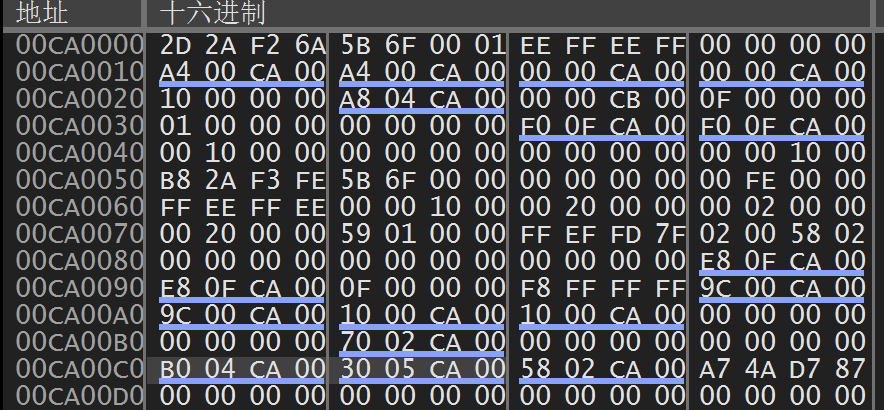 地址 十六进制
00CA0000 2D 2A F2 6A 5B 6F 00 01 EE FF EE FF 00 00 00 00
00CA0010 A4 00 CA 00 A4 00 CA 00 00 00 CA 00 00 00 CA 00
00CA0020 10 00 00 00 A8 04 CA 00 00 00 CB 00 0F 00 00 00
00CA0030 01 00 00 00 00 00 00 00 F0 0F CA 00 F0 0F CA 00
00CA0040 00 10 00 00 00 00 00 00 00 00 00 00 00 00 10 00
00CA0050 B8 2A F3 FE 5B 6F 00 00 00 00 00 00 00 FE 00 00
00CA0060 FF EE FF EE 00 00 10 00 00 20 00 00 00 02 00 00
00CA0070 00 20 00 00 59 01 00 00 FF EF FD 7F 02 00 58 02
00CA0080 00 00 00 00 00 00 00 00 00 00 00 00 E8 0F CA 00
00CA0090 E8 0F CA 00 0F 00 00 00 F8 FF FF FF 9C 00 CA 00
00CA00A0 9C 00 CA 00 10 00 CA 00 10 00 CA 00 00 00 00 00
00CA00B0 00 00 00 00 70 02 CA 00 00 00 00 00 00 00 00 00
00CA00C0 B0 04 CA 00 30 05 CA 00 58 02 CA 00 A7 4A D7 87
00CA00D0 00 00 00 00 00 00 00 00 00 00 00 00 00 00 00 00